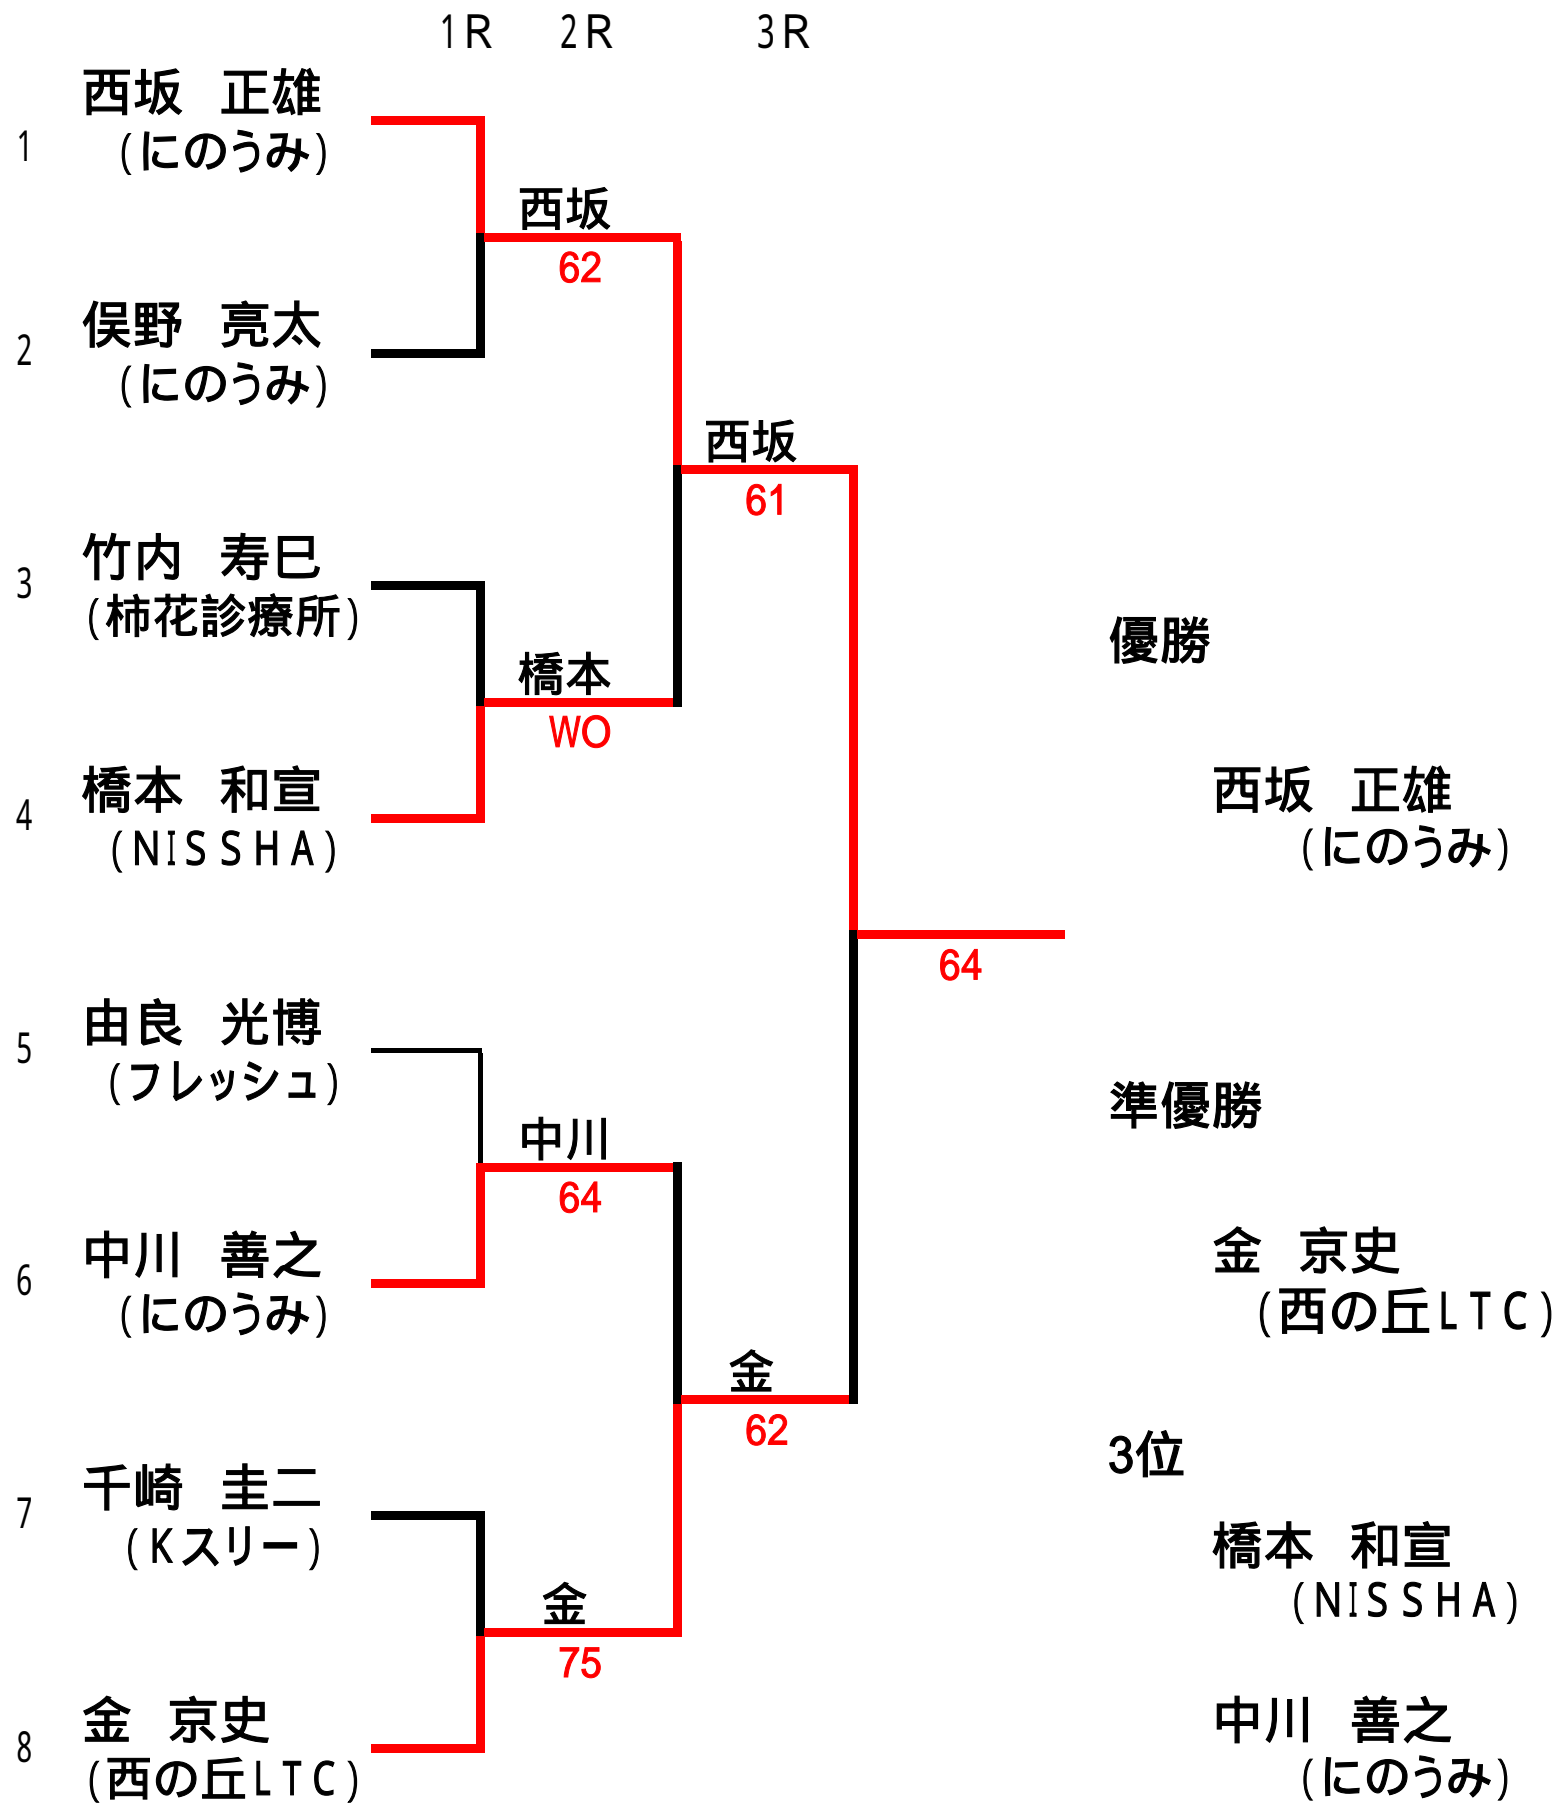 1R 2R 3R
1 西坂 正雄
(にのうみ)
西坂
62
2 俣野 亮太
(にのうみ)
西坂
61
3 竹内 寿巳
(柿花診療所)
橋本
WO
4 橋本 和宣
(NISSHA)
64
5 由良 光博
(フレッシュ)
中川
64
6 中川 善之
(にのうみ)
金
62
7 千崎 圭二
(Kスリー)
金
75
8 金 京史
(西の丘LTC)
優勝
西坂 正雄
(にのうみ)
準優勝
金 京史
(西の丘LTC)
3位
橋本 和宣
(NISSHA)
中川 善之
(にのうみ)